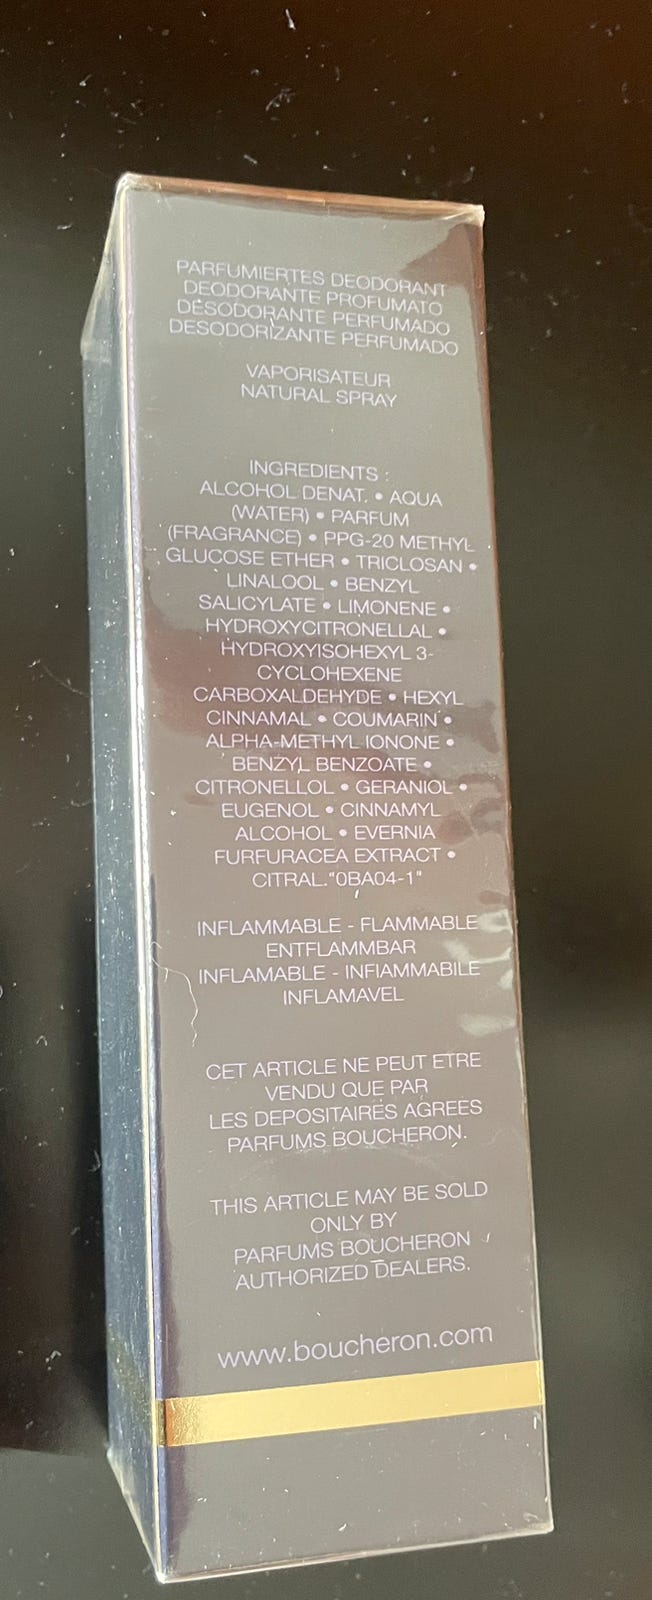 PARFUMIERTES DEODORANT
DEODORANTE PROFUMATO
DESODORANTE PERFUMADO
DESODORIZANTE PERFUMADO
VAPORISATEUR
NATURAL SPRAY
INGREDIENTS :
ALCOHOL DENAT. • AQUA
(WATER) • PARFUM
(FRAGRANCE) • PPG-20 METHYL
GLUCOSE ETHER • TRICLOSAN •
LINALOOL • BENZYL
SALICYLATE • LIMONENE •
HYDROXYCITRONELLAL •
HYDROXYISOHEXYL 3-
CYCLOHEXENE
CARBOXALDEHYDE • HEXYL
CINNAMAL • COUMARIN •
ALPHA-METHYL IONONE •
BENZYL BENZOATE •
CITRONELLOL • GERANIOL •
EUGENOL • CINNAMYL
ALCOHOL • EVERNIA
FURFURACEA EXTRACT •
CITRAL."0BA04-1"
INFLAMMABLE - FLAMMABLE
ENTFLAMMBAR
INFLAMABLE - INFIAMMABILE
INFLAMAVEL
CET ARTICLE NE PEUT ETRE
VENDU QUE PAR
LES DEPOSITAIRES AGREES
PARFUMS BOUCHERON.
THIS ARTICLE MAY BE SOLD
ONLY BY
PARFUMS BOUCHERON
AUTHORIZED DEALERS.
www.boucheron.com